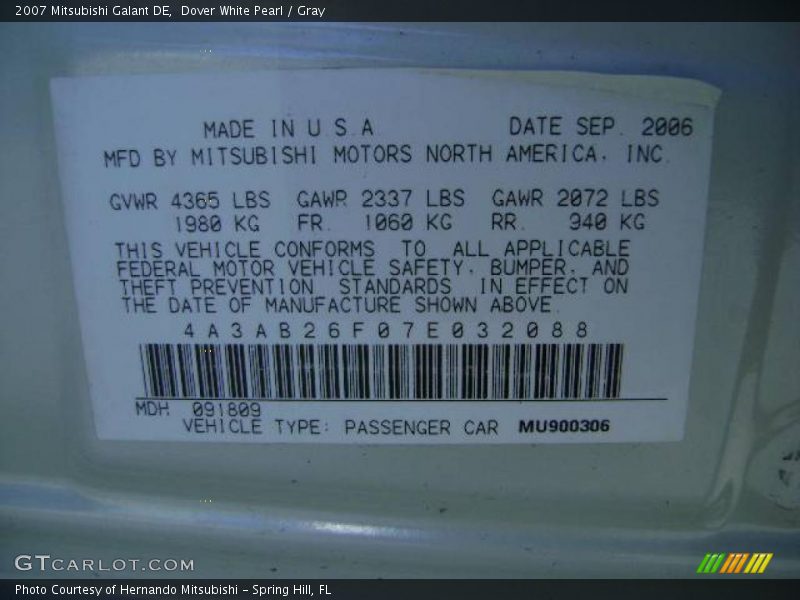 2007 Mitsubishi Galant DE,  Dover White Pearl / Gray
MADE IN U.S.A   DATE SEP. 2006
MFD BY MITSUBISHI MOTORS NORTH AMERICA, INC.
GVWR 4365 LBS   GAWR 2337 LBS   GAWR 2072 LBS
1980 KG   FR.   1060 KG   RR.   940 KG
THIS VEHICLE CONFORMS TO ALL APPLICABLE
FEDERAL MOTOR VEHICLE SAFETY, BUMPER, AND
THEFT PREVENTION STANDARDS IN EFFECT ON
THE DATE OF MANUFACTURE SHOWN ABOVE.
4A3AB26F07E032088
MDH 091809
VEHICLE TYPE: PASSENGER CAR   MU900306
GTCARLOT.COM
Photo Courtesy of Hernando Mitsubishi - Spring Hill, FL